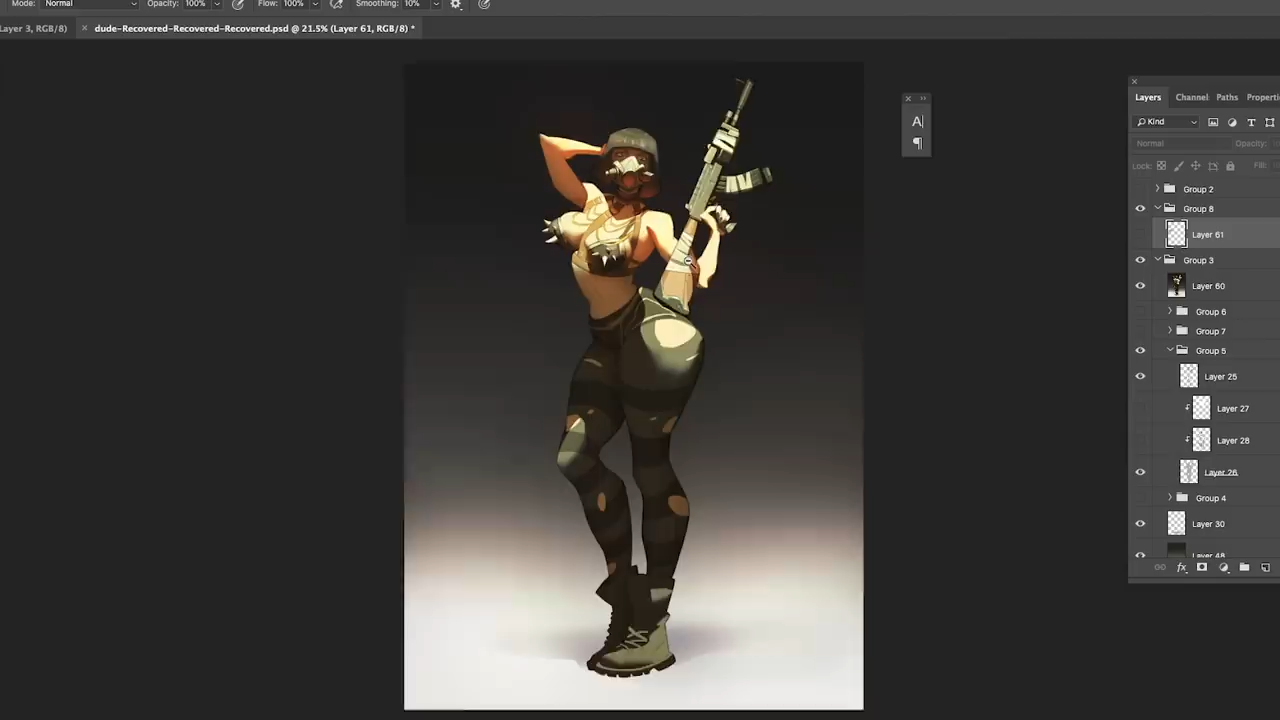 Mode: Normal Opacity: 100% Flow: 100% Smoothing: 10%
Layer 3, RGB/8) × dude-Recovered-Recovered-Recovered.psd @ 21.5% (Layer 61, RGB/8) *
Layers Channel Paths Properti
Kind
Normal Opacity:
Lock: Fill:
Group 2
Group 8
Layer 61
Group 3
Layer 60
Group 6
Group 7
Group 5
Layer 25
Layer 27
Layer 28
Layer 26
Group 4
Layer 30
Layer 48
fx
A
¶